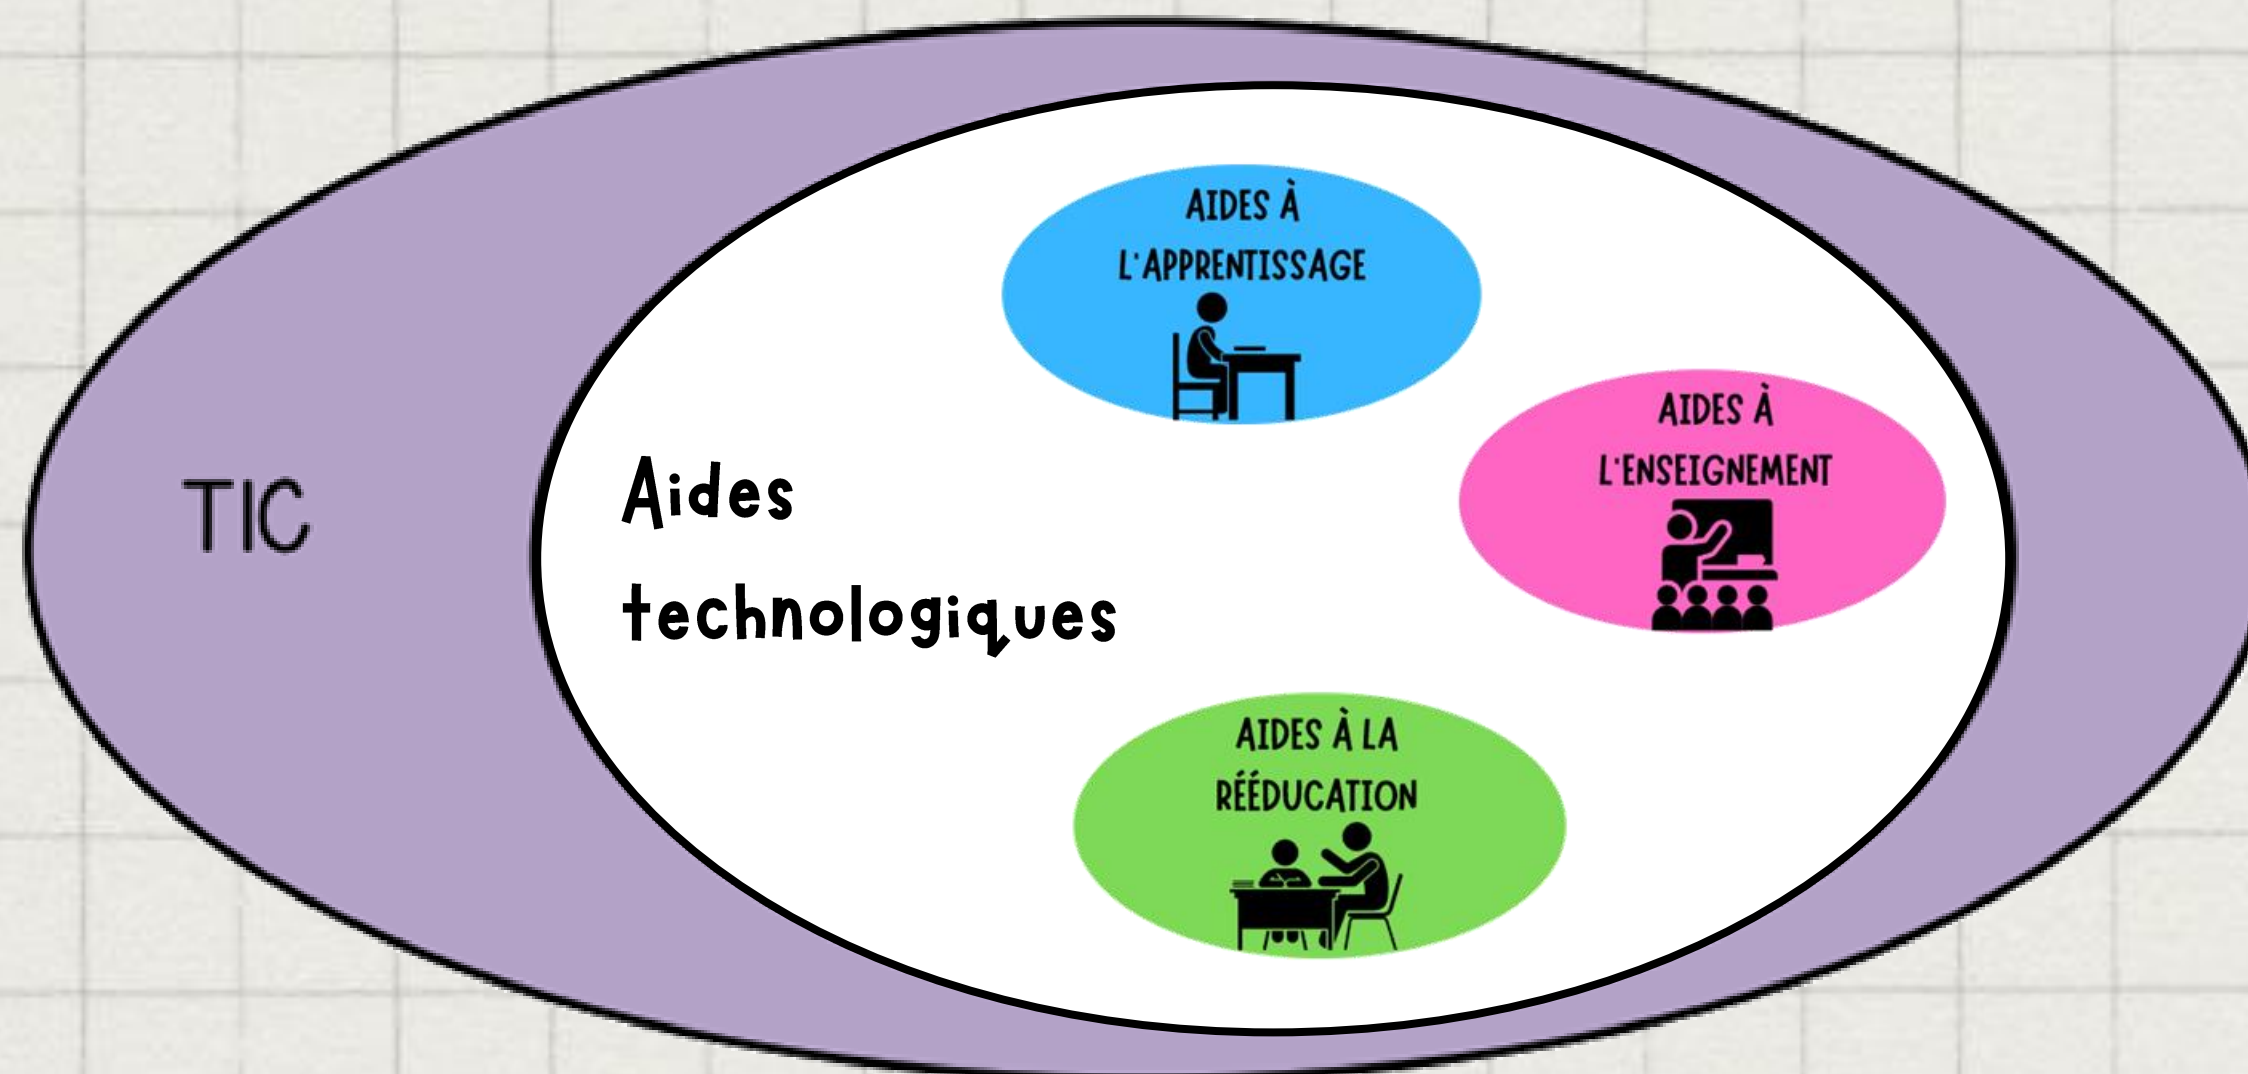 TIC
Aides
technologiques
AIDES À
L'APPRENTISSAGE
AIDES À
L'ENSEIGNEMENT
AIDES À LA
RÉÉDUCATION